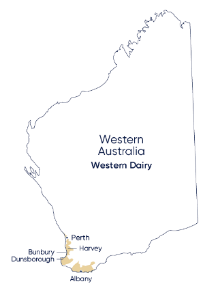 Western
Australia
Western Dairy
Perth
Harvey
Bunbury
Dunsborough
Albany